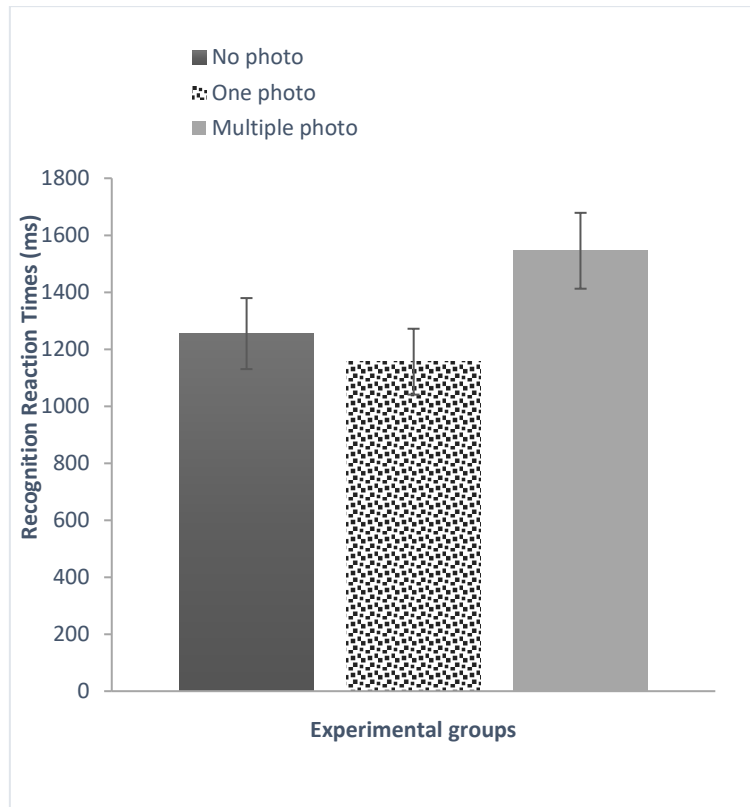 No photo
One photo
Multiple photo
Recognition Reaction Times (ms)
1800
1600
1400
1200
1000
800
600
400
200
0
Experimental groups